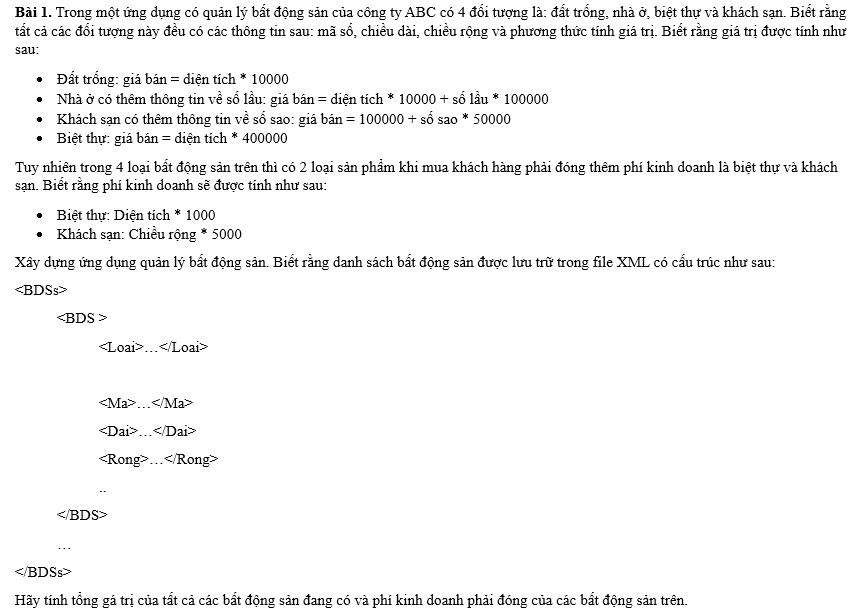 Bài 1. Trong một ứng dụng có quản lý bất động sản của công ty ABC có 4 đối tượng là: đất trống, nhà ở, biệt thự và khách sạn. Biết rằng
tất cả các đối tượng này đều có các thông tin sau: mã số, chiều dài, chiều rộng và phương thức tính giá trị. Biết rằng giá trị được tính như
sau:
• Đất trống: giá bán = diện tích * 10000
• Nhà ở có thêm thông tin về số lầu: giá bán = diện tích * 10000 + số lầu * 100000
• Khách sạn có thêm thông tin về số sao: giá bán = 100000 + số sao * 50000
• Biệt thự: giá bán = diện tích * 400000
Tuy nhiên trong 4 loại bất động sản trên thì có 2 loại sản phẩm khi mua khách hàng phải đóng thêm phí kinh doanh là biệt thự và khách
sạn. Biết rằng phí kinh doanh sẽ được tính như sau:
• Biệt thự: Diện tích * 1000
• Khách sạn: Chiều rộng * 5000
Xây dựng ứng dụng quản lý bất động sản. Biết rằng danh sách bất động sản được lưu trữ trong file XML có cấu trúc như sau:
<BDSs>
<BDS >
<Loai>…</Loai>
<Ma>…</Ma>
<Dai>…</Dai>
<Rong>…</Rong>
..
</BDS>
…
</BDSs>
Hãy tính tổng gá trị của tất cả các bất động sản đang có và phí kinh doanh phải đóng của các bất động sản trên.